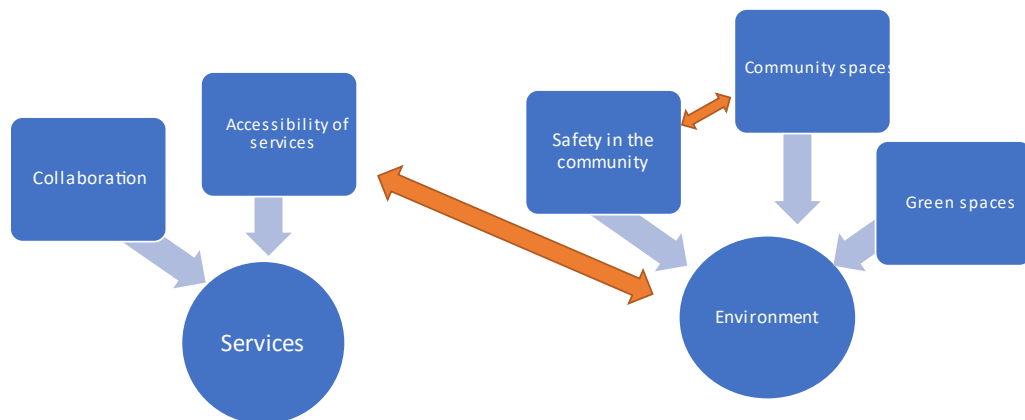 Collaboration
Accessibility of
services
Services
Safety in the
community
Community spaces
Green spaces
Environment